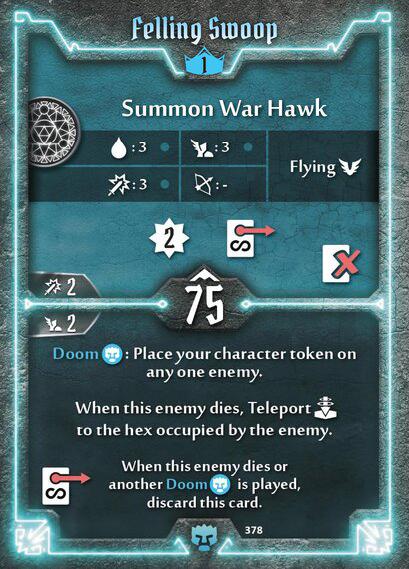 Felling Swoop
1
Summon War Hawk
: 3
: 3
Flying
: 3
: -
2
2
75
2
Doom : Place your character token on
any one enemy.
When this enemy dies, Teleport
to the hex occupied by the enemy.
When this enemy dies or
another Doom is played,
discard this card.
378